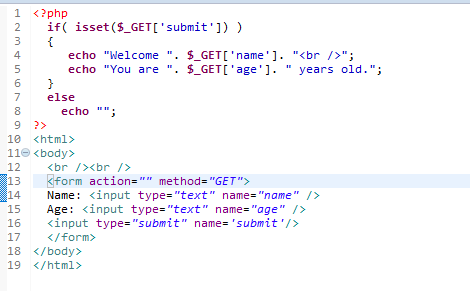 1 <?php
2 if( isset($_GET['submit']) )
3 {
4 echo "Welcome ". $_GET['name']. "<br />";
5 echo "You are ". $_GET['age']. " years old.";
6 }
7 else
8 echo "";
9 ?>
10 <html>
11 <body>
12 <br /><br />
13 <form action="" method="GET">
14 Name: <input type="text" name="name" />
15 Age: <input type="text" name="age" />
16 <input type="submit" name='submit'/>
17 </form>
18 </body>
19 </html>